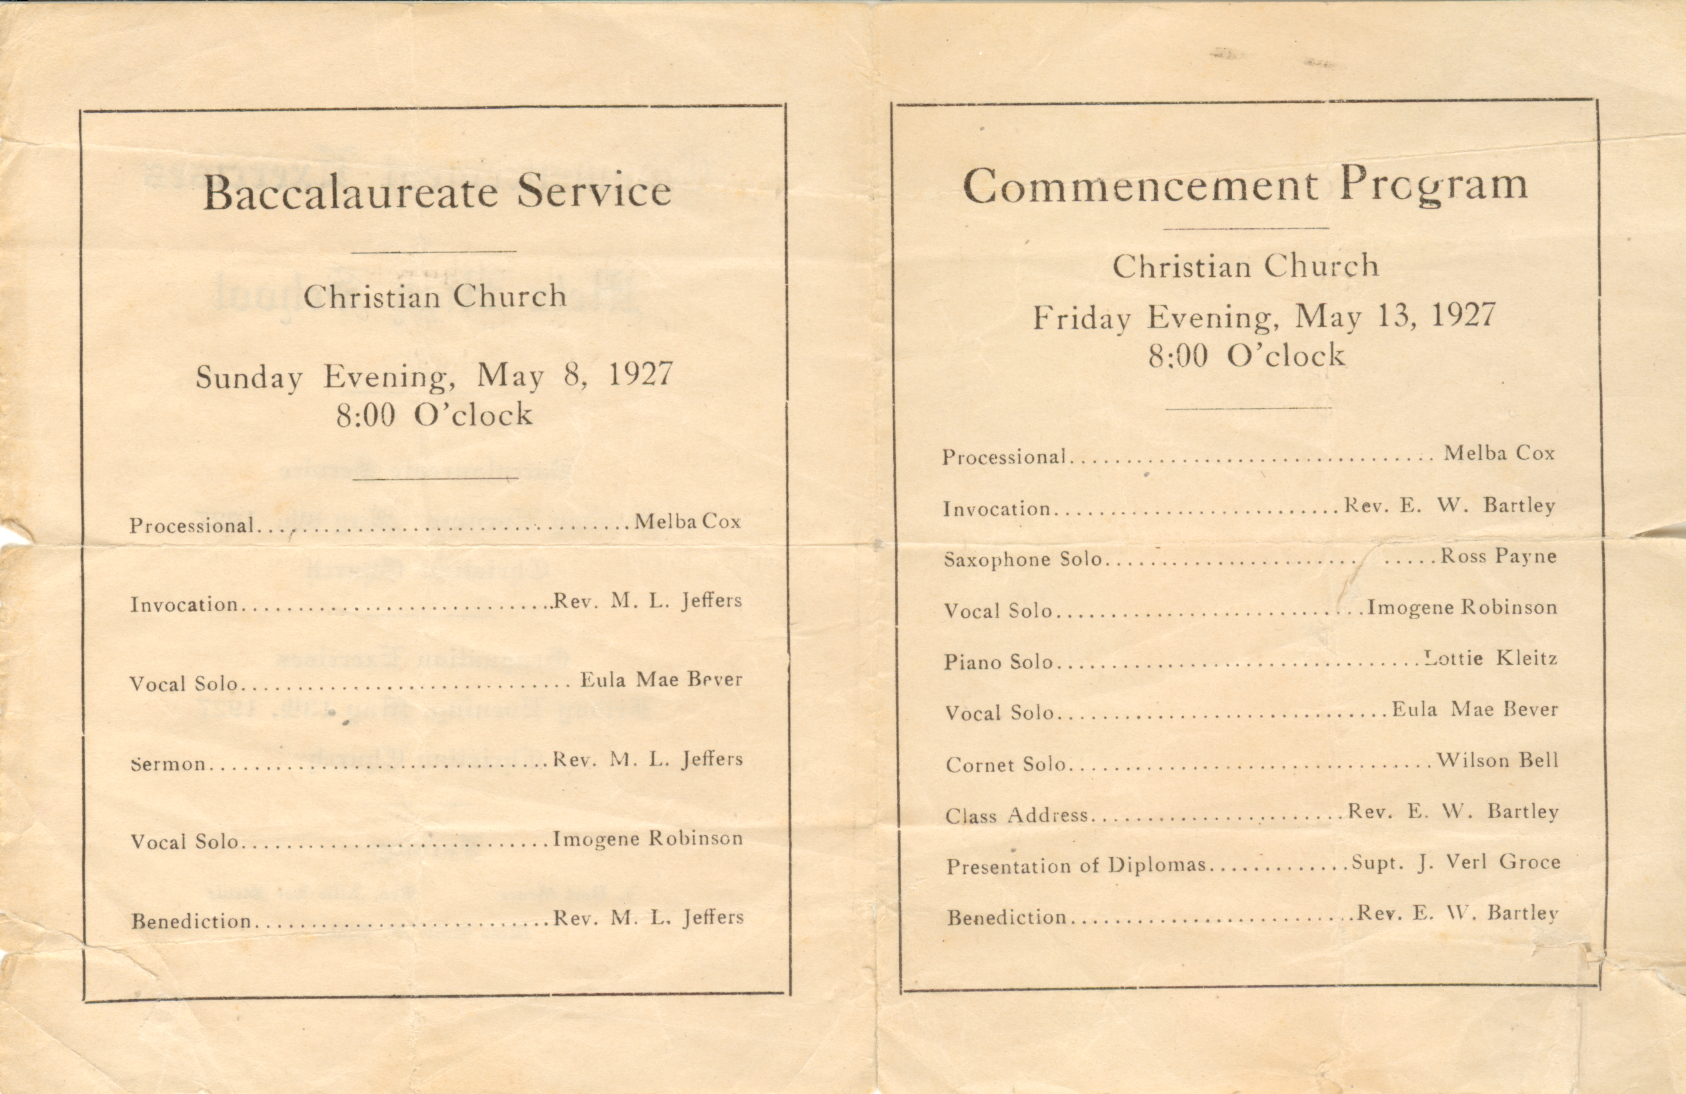 Baccalaureate Service
Christian Church
Sunday Evening, May 8, 1927
8:00 O'clock
Processional..................................Melba Cox
Invocation............................Rev. M. L. Jeffers
Vocal Solo.............................. Eula Mae Bever
Sermon...............................Rev. M. L. Jeffers
Vocal Solo............................Imogene Robinson
Benediction...........................Rev. M. L. Jeffers
Commencement Program
Christian Church
Friday Evening, May 13, 1927
8:00 O'clock
Processional................................. Melba Cox
Invocation..........................Rev. E. W. Bartley
Saxophone Solo....................... .....Ross Payne
Vocal Solo............................Imogene Robinson
Piano Solo.................................Lottie Kleitz
Vocal Solo..............................Eula Mae Bever
Cornet Solo.................................Wilson Bell
Class Address.......................Rev. E. W. Bartley
Presentation of Diplomas.............Supt. J. Verl Groce
Benediction..........................Rev. E. W. Bartley